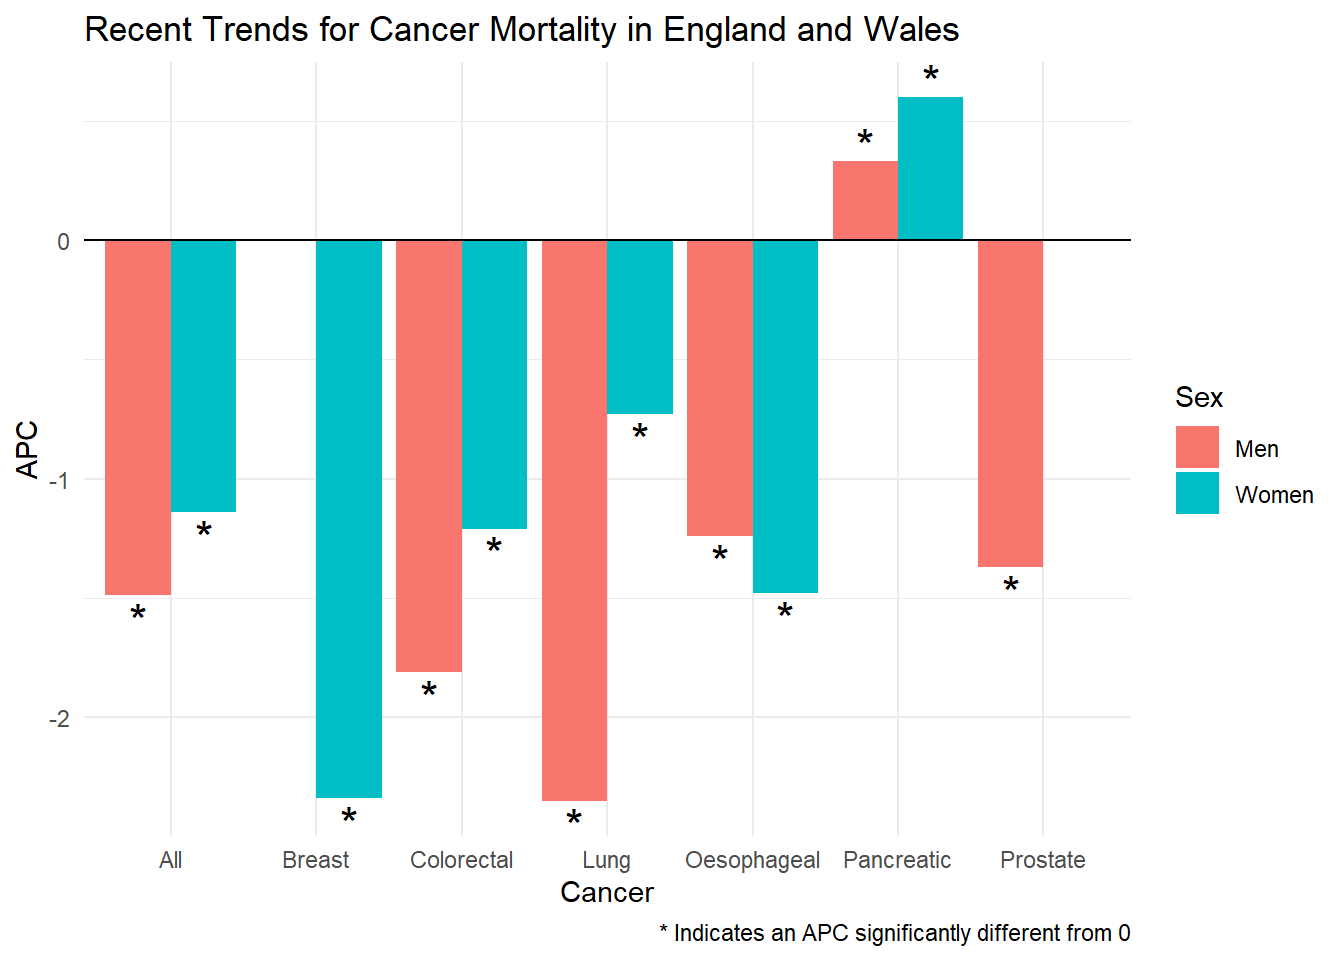 Recent Trends for Cancer Mortality in England and Wales
*
*
0
*
*
*
*
*
*
*
*
*
*
APC
-1
-2
Sex
Men
Women
All Breast Colorectal Lung Oesophageal Pancreatic Prostate
Cancer
* Indicates an APC significantly different from 0